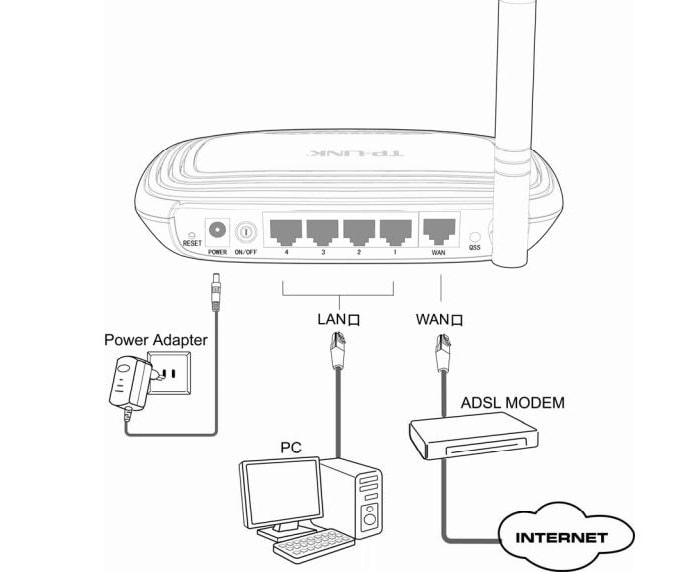 TP-LINK
RESET
POWER
ON/OFF
4
3
2
1
WAN
QSS
LAN口
WAN口
Power Adapter
ADSL MODEM
PC
INTERNET